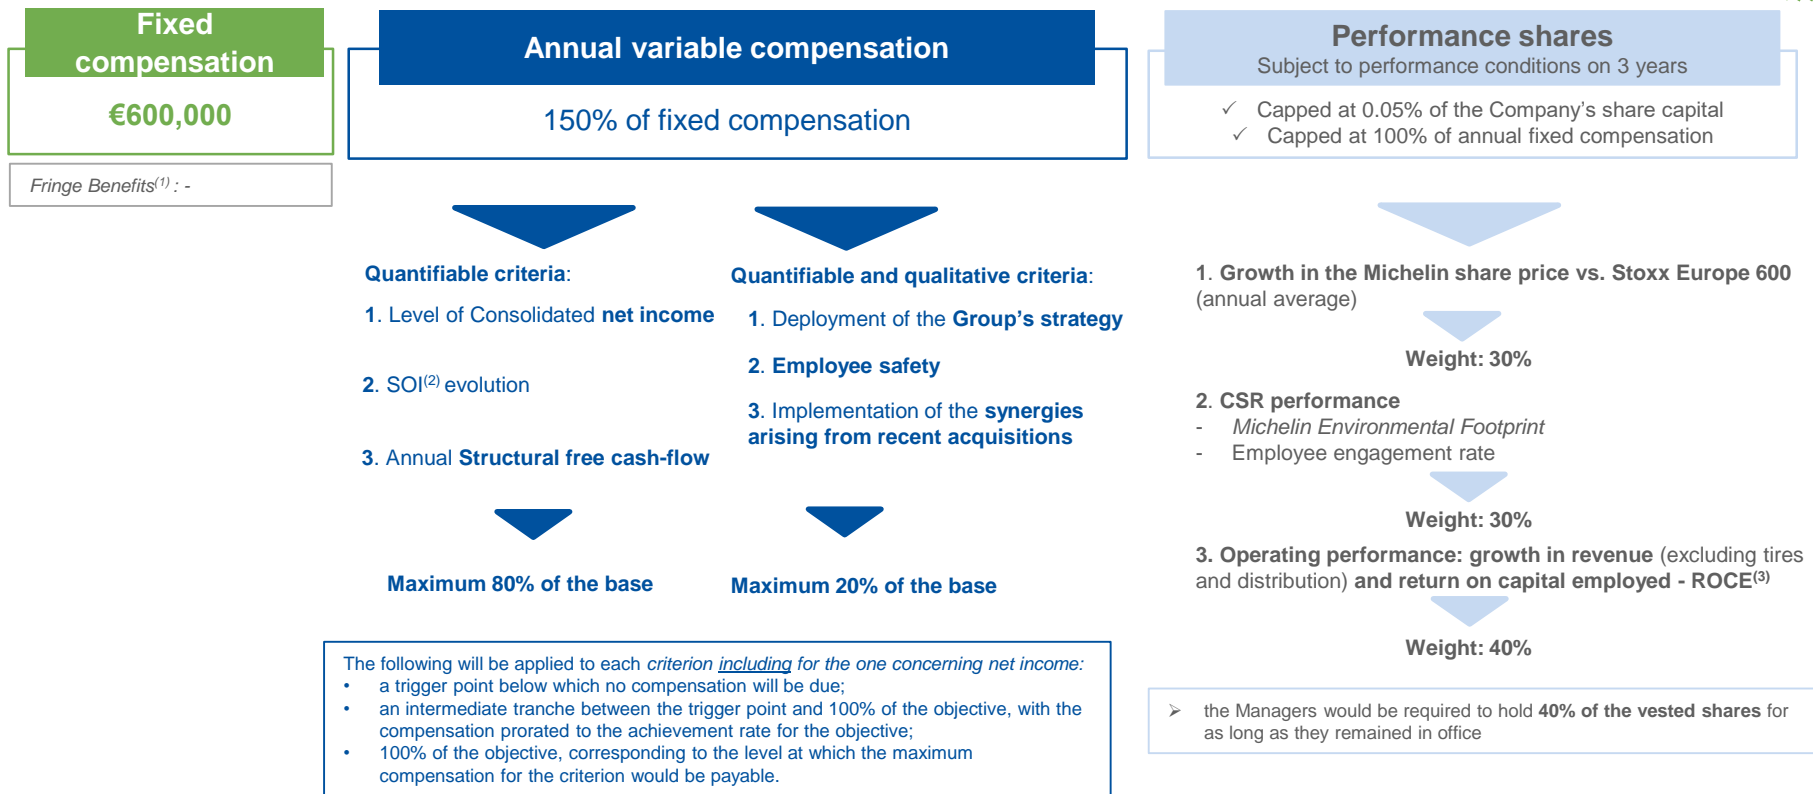 Fixed
compensation
€600,000
Fringe Benefits(1) : -
Annual variable compensation
150% of fixed compensation
Quantifiable criteria:
1. Level of Consolidated net income
2. SOI(2) evolution
3. Annual Structural free cash-flow
Maximum 80% of the base
Quantifiable and qualitative criteria:
1. Deployment of the Group’s strategy
2. Employee safety
3. Implementation of the synergies
arising from recent acquisitions
Maximum 20% of the base
The following will be applied to each criterion including for the one concerning net income:
• a trigger point below which no compensation will be due;
• an intermediate tranche between the trigger point and 100% of the objective, with the
compensation prorated to the achievement rate for the objective;
• 100% of the objective, corresponding to the level at which the maximum
compensation for the criterion would be payable.
Performance shares
Subject to performance conditions on 3 years
✓ Capped at 0.05% of the Company’s share capital
✓ Capped at 100% of annual fixed compensation
1. Growth in the Michelin share price vs. Stoxx Europe 600
(annual average)
Weight: 30%
2. CSR performance
- Michelin Environmental Footprint
- Employee engagement rate
Weight: 30%
3. Operating performance: growth in revenue (excluding tires
and distribution) and return on capital employed - ROCE(3)
Weight: 40%
➢ the Managers would be required to hold 40% of the vested shares for
as long as they remained in office